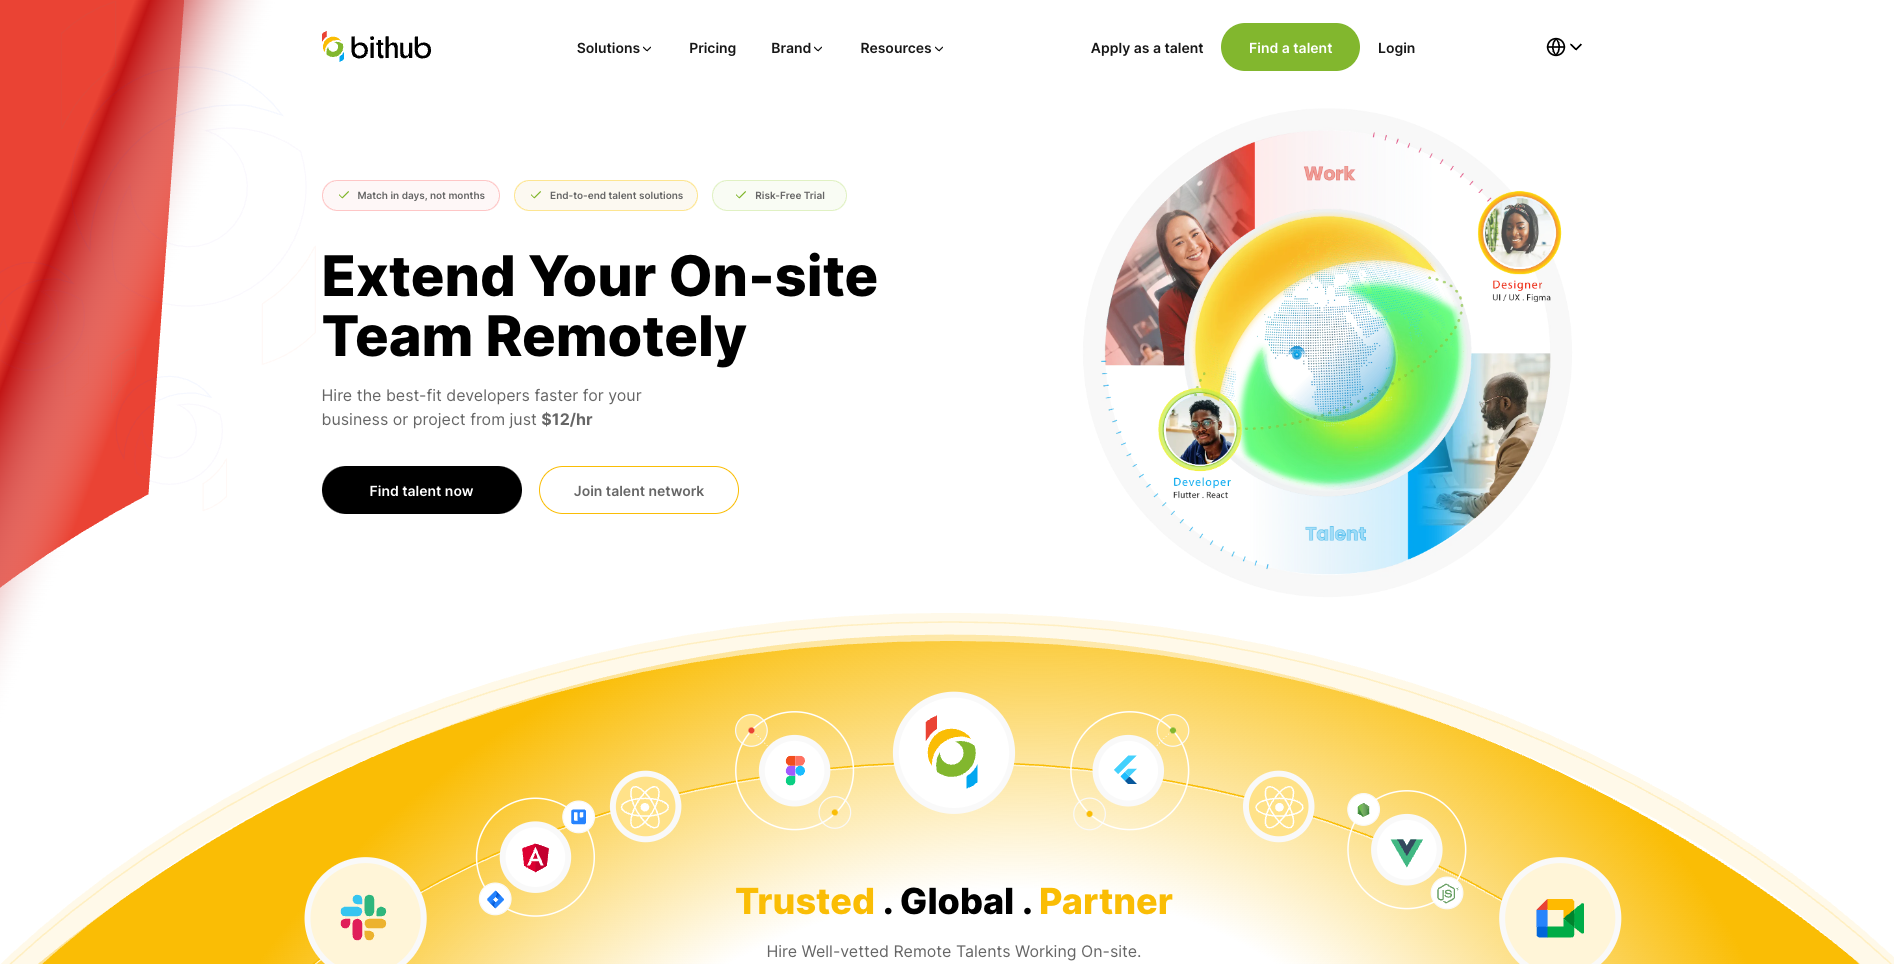 bithub
Solutions
Pricing
Brand
Resources
Apply as a talent
Find a talent
Login
Match in days, not months
End-to-end talent solutions
Risk-Free Trial
Extend Your On-site
Team Remotely
Hire the best-fit developers faster for your
business or project from just $12/hr
Find talent now
Join talent network
Work
Designer
UI / UX . Figma
Developer
Flutter . React
Talent
Trusted . Global . Partner
Hire Well-vetted Remote Talents Working On-site.